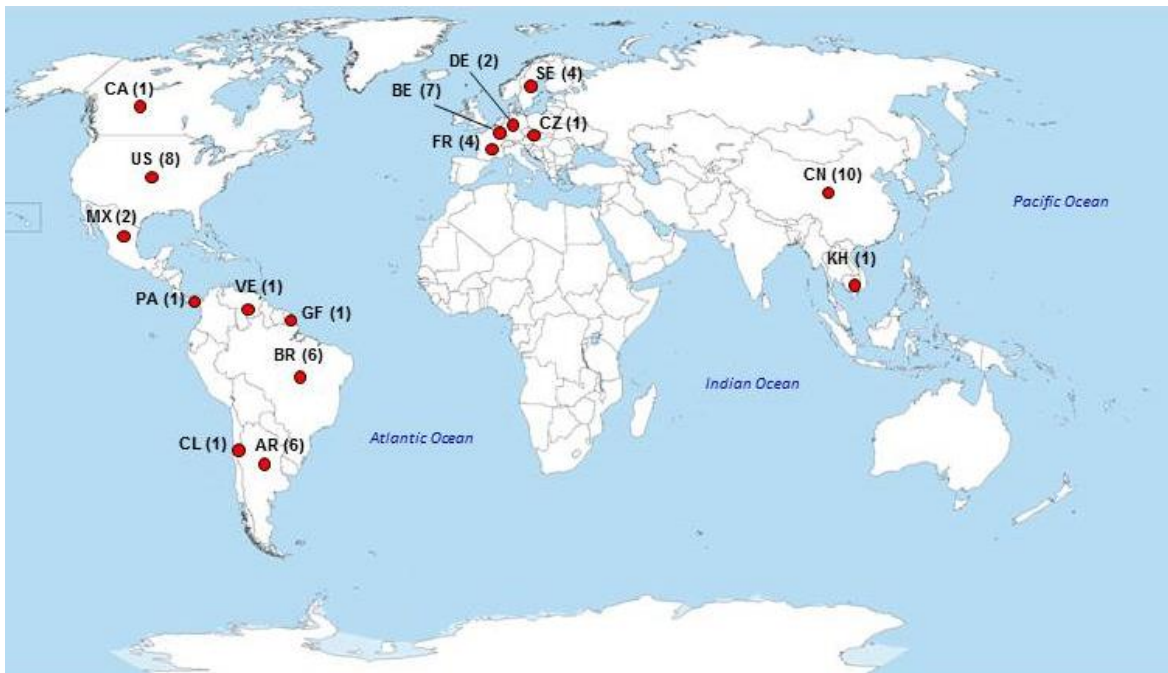 DE (2)
SE (4)
CA (1)
BE (7)
CZ (1)
FR (4)
US (8)
CN (10)
Pacific Ocean
MX (2)
KH (1)
VE (1)
PA (1)
GF (1)
BR (6)
Indian Ocean
Atlantic Ocean
CL (1)
AR (6)